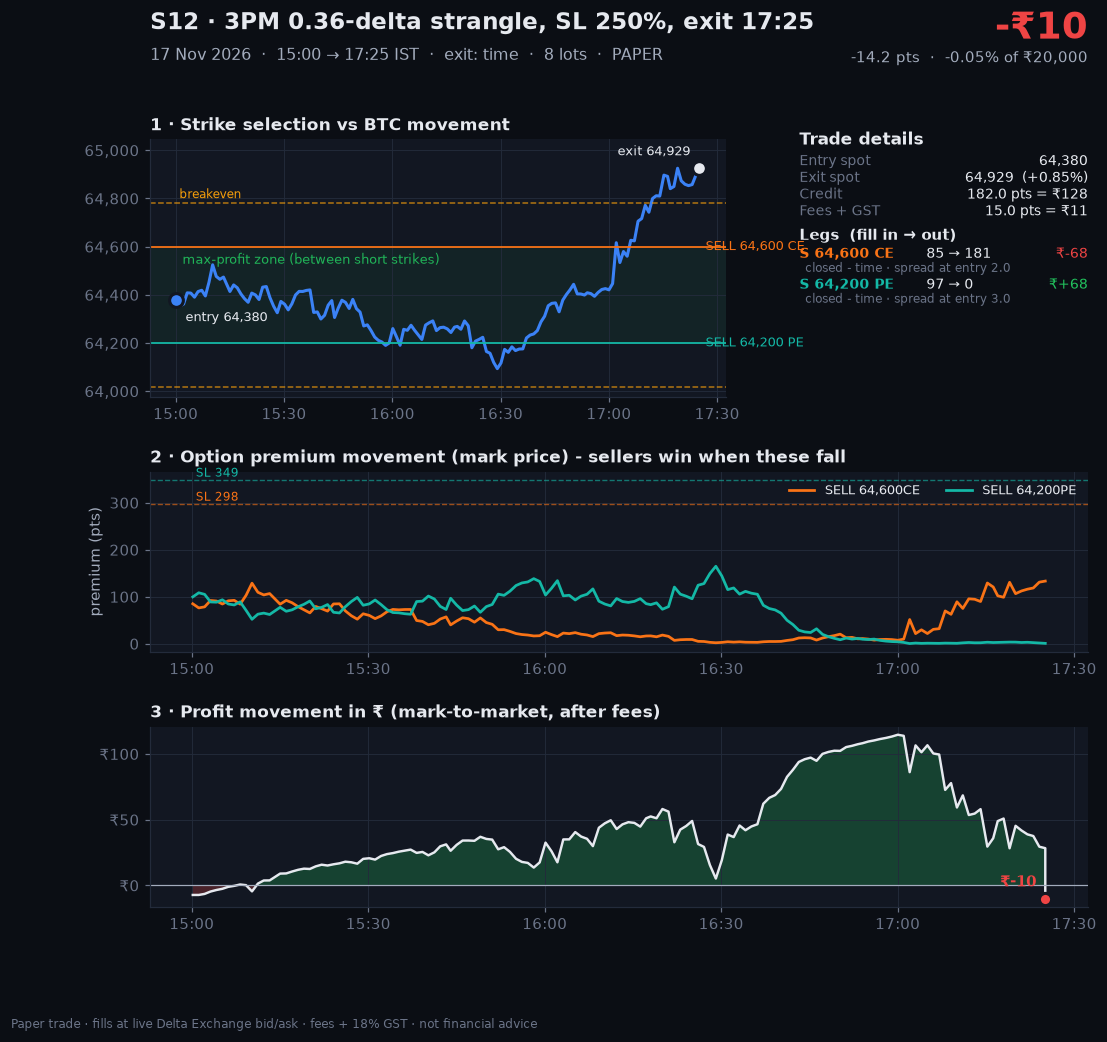 S12 · 3PM 0.36-delta strangle, SL 250%, exit 17:25
-₹10
17 Nov 2026 · 15:00 → 17:25 IST · exit: time · 8 lots · PAPER
-14.2 pts · -0.05% of ₹20,000
1 · Strike selection vs BTC movement
65,000
64,800
64,600
64,400
64,200
64,000
exit 64,929
breakeven
SELL 64,600 CE
max-profit zone (between short strikes)
entry 64,380
SELL 64,200 PE
15:00 15:30 16:00 16:30 17:00 17:30
Trade details
Entry spot 64,380
Exit spot 64,929 (+0.85%)
Credit 182.0 pts = ₹128
Fees + GST 15.0 pts = ₹11
Legs (fill in → out)
S 64,600 CE 85 → 181 ₹-68
closed - time · spread at entry 2.0
S 64,200 PE 97 → 0 ₹+68
closed - time · spread at entry 3.0
2 · Option premium movement (mark price) - sellers win when these fall
SL 349
SL 298
SELL 64,600CE SELL 64,200PE
premium (pts)
300
200
100
0
15:00 15:30 16:00 16:30 17:00 17:30
3 · Profit movement in ₹ (mark-to-market, after fees)
₹100
₹50
₹0
₹-10
15:00 15:30 16:00 16:30 17:00 17:30
Paper trade · fills at live Delta Exchange bid/ask · fees + 18% GST · not financial advice